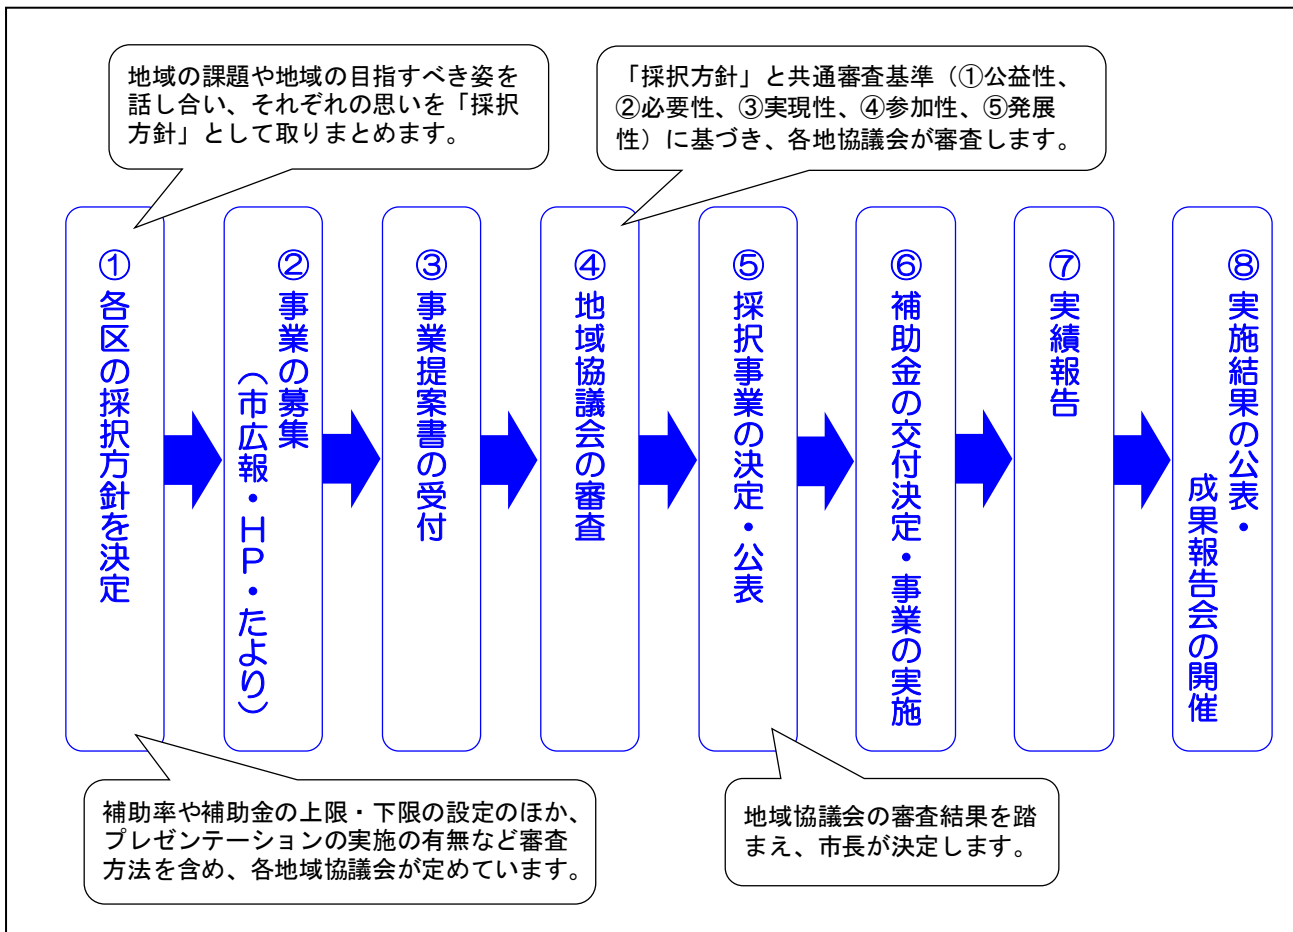 地域の課題や地域の目指すべき姿を
話し合い、それぞれの思いを「採択
方針」として取りまとめます。
「採択方針」と共通審査基準（①公益性、
②必要性、③実現性、④参加性、⑤発展
性）に基づき、各地協議会が審査します。
①各区の採択方針を決定
②事業の募集
（市広報・HP・たより）
③事業提案書の受付
④地域協議会の審査
⑤採択事業の決定・公表
⑥補助金の交付決定・事業の実施
⑦実績報告
⑧実施結果の公表・
成果報告会の開催
補助率や補助金の上限・下限の設定のほか、
プレゼンテーションの実施の有無など審査
方法を含め、各地域協議会が定めています。
地域協議会の審査結果を踏
まえ、市長が決定します。